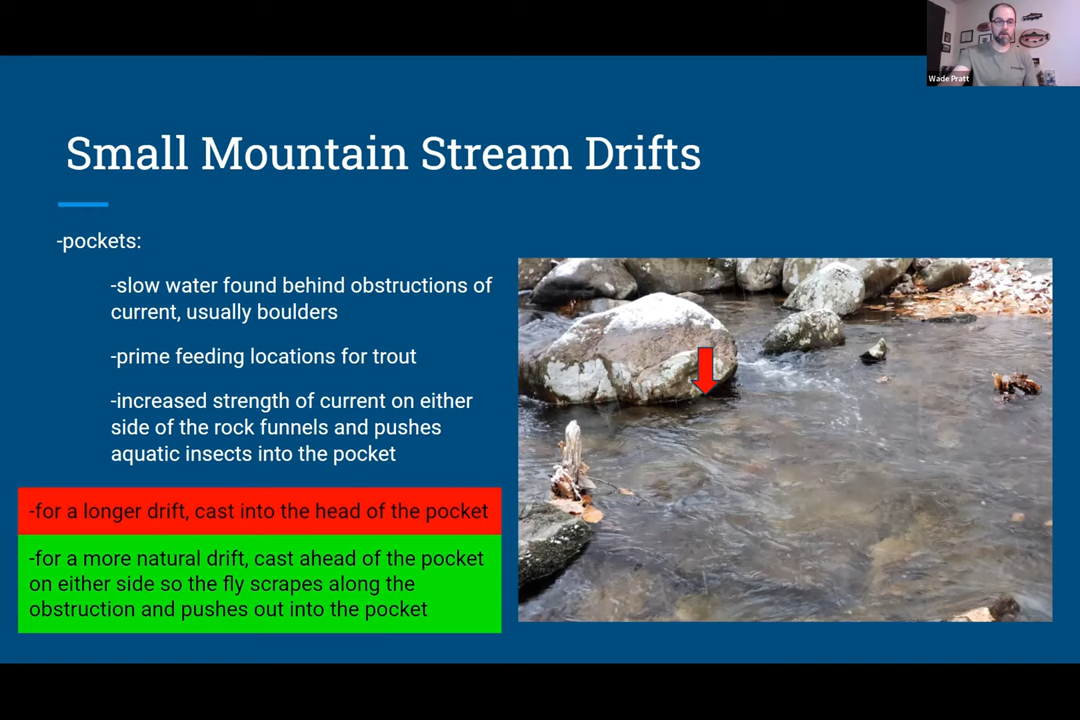 Wade Pratt
Small Mountain Stream Drifts
-pockets:
-slow water found behind obstructions of
current, usually boulders
-prime feeding locations for trout
-increased strength of current on either
side of the rock funnels and pushes
aquatic insects into the pocket
-for a longer drift, cast into the head of the pocket
-for a more natural drift, cast ahead of the pocket
on either side so the fly scrapes along the
obstruction and pushes out into the pocket